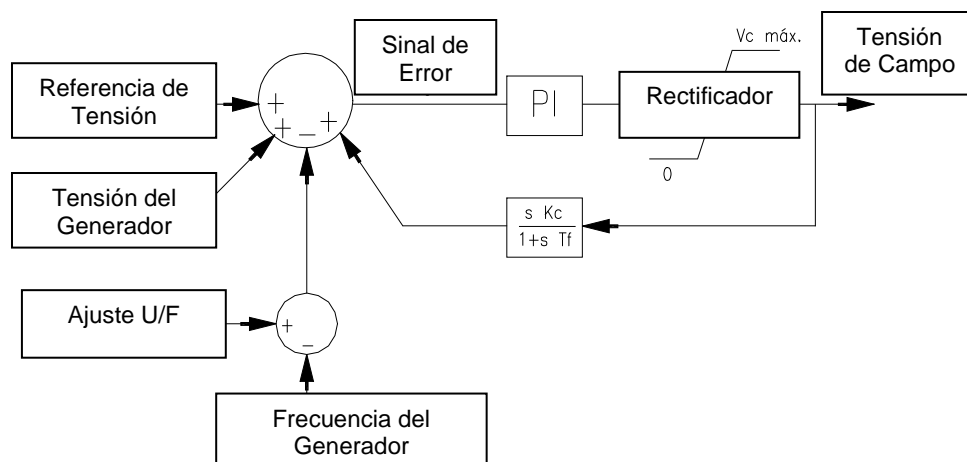 Sinal de
Error
Vc máx.
Tensión
de Campo
Referencia de
Tensión
+
+
−
+
PI
Rectificador
0
Tensión del
Generador
s Kc
1+s Tf
Ajuste U/F
+
−
Frecuencia del
Generador